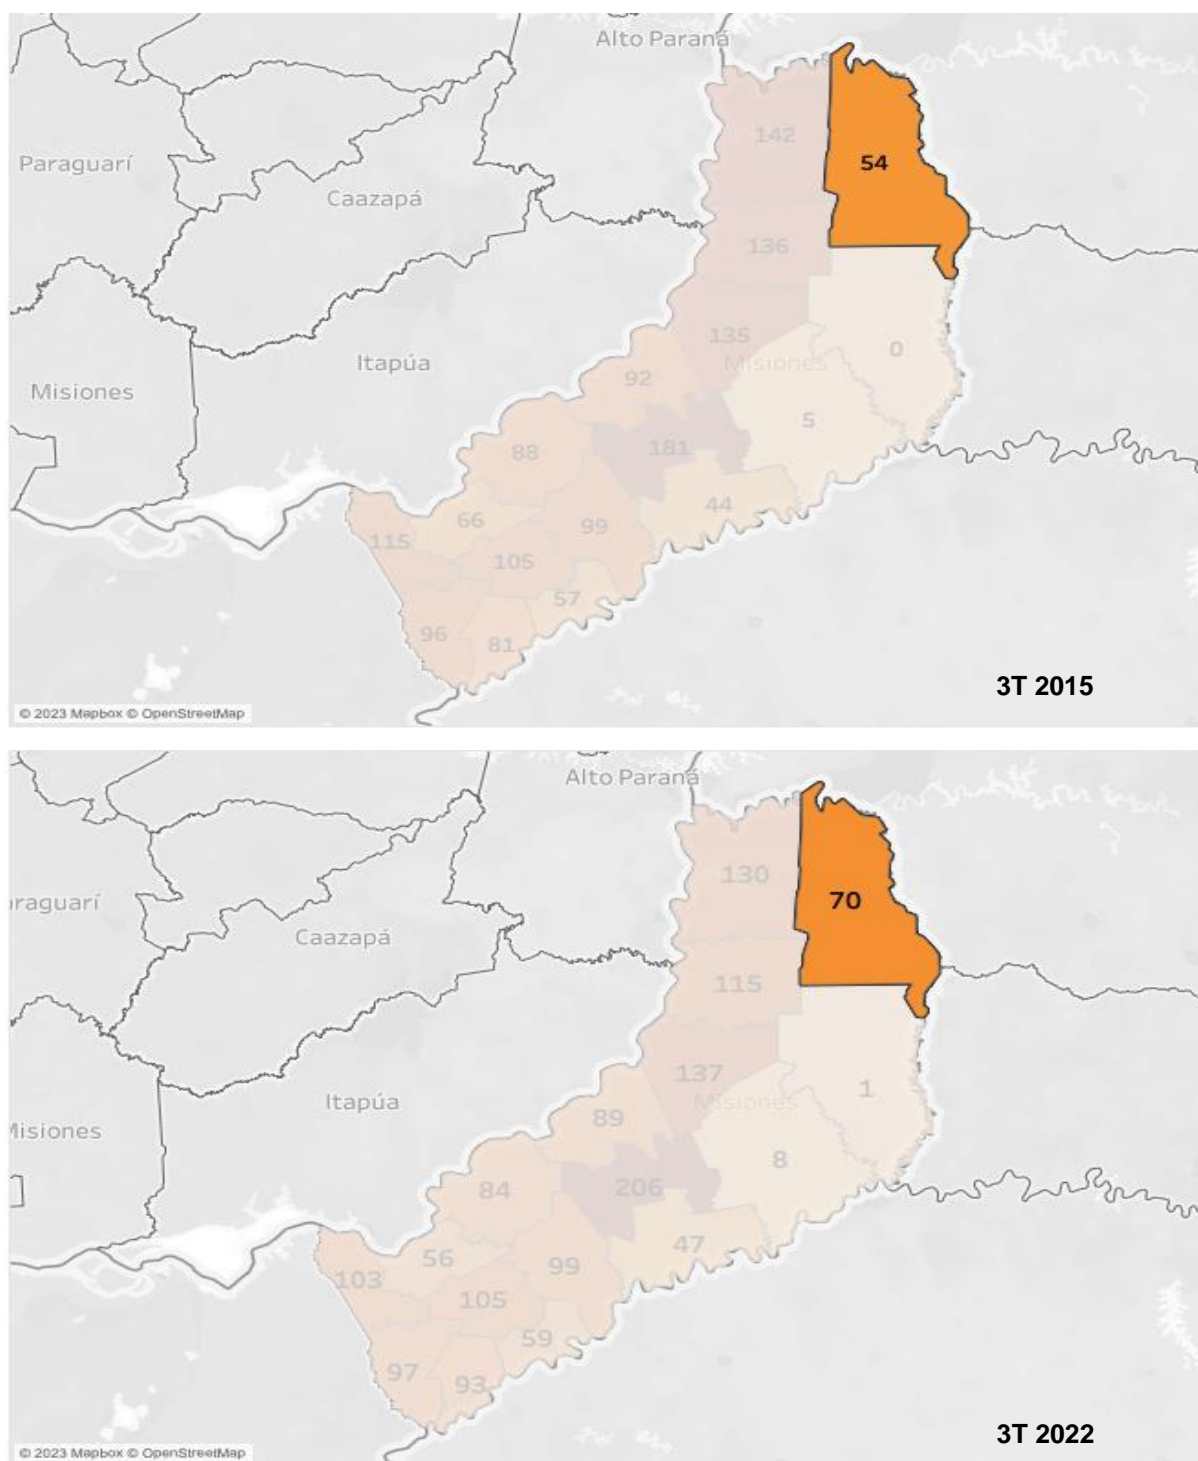 Alto Paraná
142
54
Paraguarí
Caazapá
136
135
0
Itapúa
Misiones
92
Misiones
5
181
88
44
66
99
115
105
57
96
81
3T 2015
© 2023 Mapbox © OpenStreetMap
Alto Paraná
130
70
raguarí
Caazapá
115
137
1
Itapúa
Misiones
89
Misiones
8
206
84
47
56
99
103
105
59
97
93
3T 2022
© 2023 Mapbox © OpenStreetMap